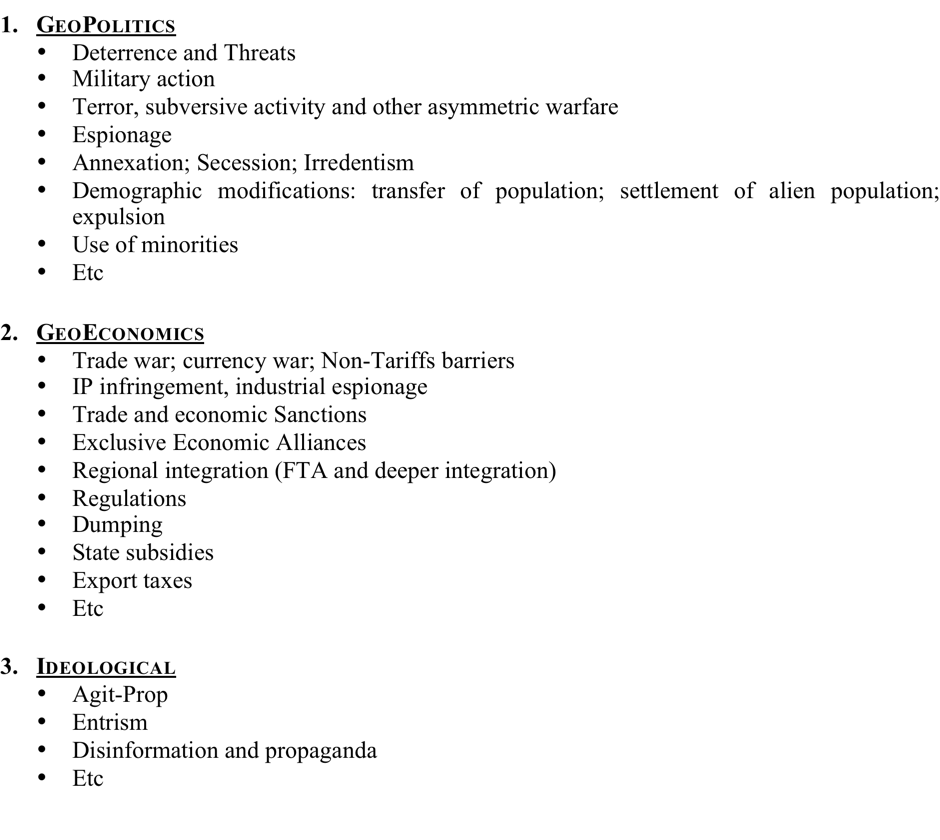 1. GEOPOLITICS
• Deterrence and Threats
• Military action
• Terror, subversive activity and other asymmetric warfare
• Espionage
• Annexation; Secession; Irredentism
• Demographic modifications: transfer of population; settlement of alien population;
expulsion
• Use of minorities
• Etc
2. GEOECONOMICS
• Trade war; currency war; Non-Tariffs barriers
• IP infringement, industrial espionage
• Trade and economic Sanctions
• Exclusive Economic Alliances
• Regional integration (FTA and deeper integration)
• Regulations
• Dumping
• State subsidies
• Export taxes
• Etc
3. IDEOLOGICAL
• Agit-Prop
• Entrism
• Disinformation and propaganda
• Etc